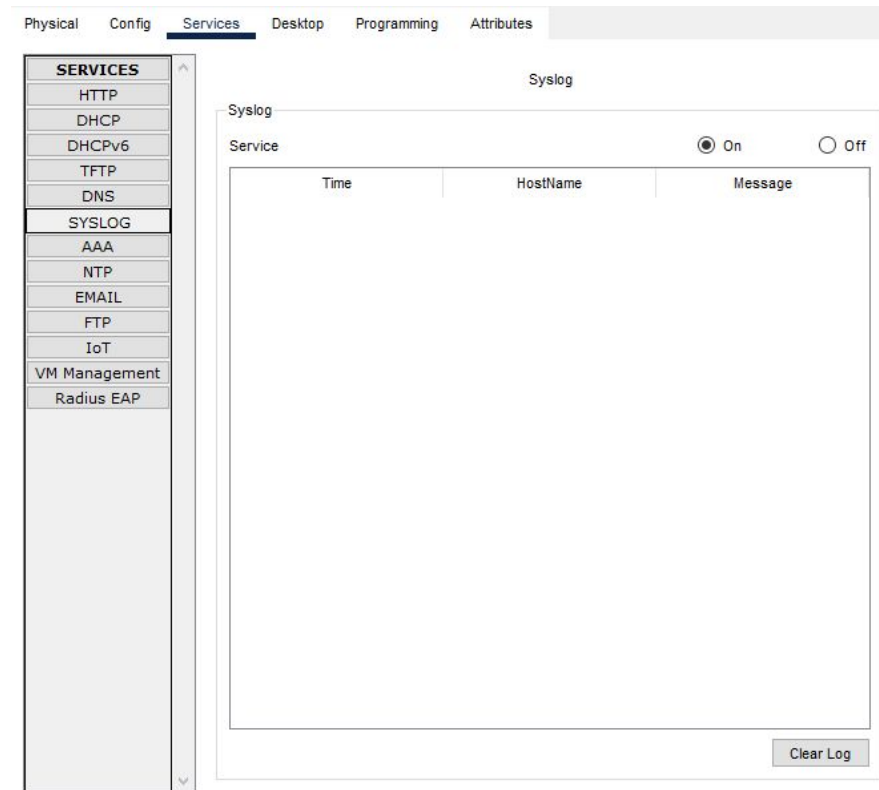 Physical Config Services Desktop Programming Attributes
SERVICES
HTTP
DHCP
DHCPv6
TFTP
DNS
SYSLOG
AAA
NTP
EMAIL
FTP
IoT
VM Management
Radius EAP
Syslog
Syslog
Service On Off
Time HostName Message
Clear Log